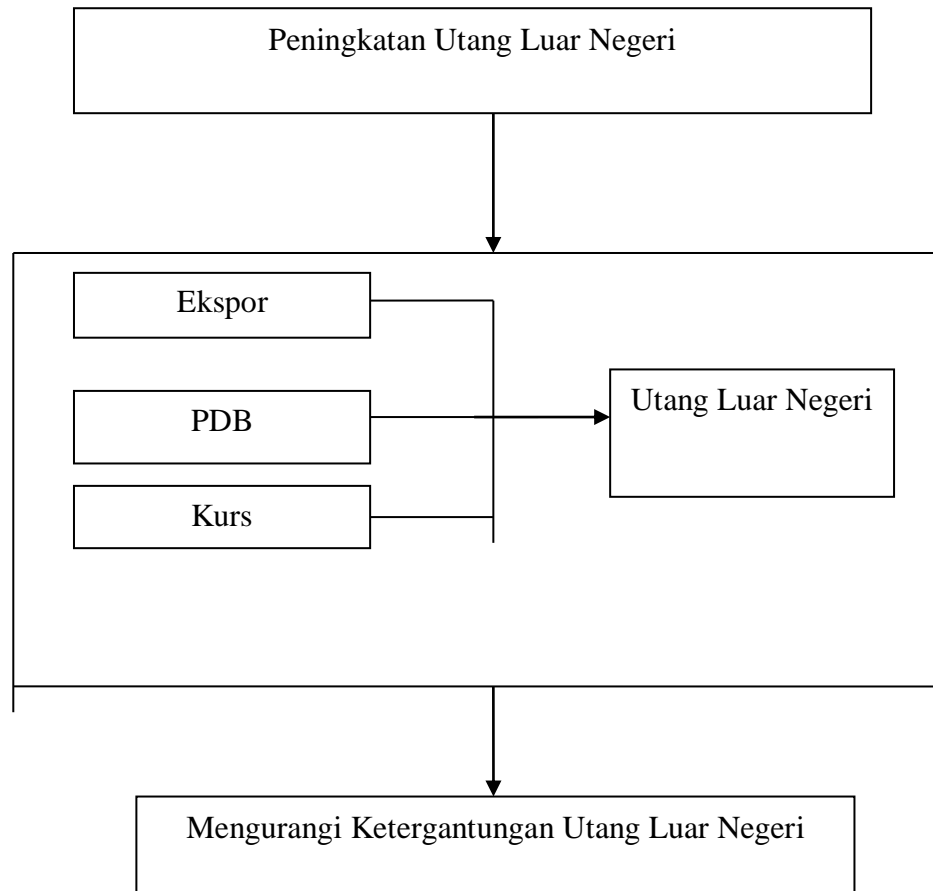 Peningkatan Utang Luar Negeri
Ekspor
PDB
Utang Luar Negeri
Kurs
Mengurangi Ketergantungan Utang Luar Negeri